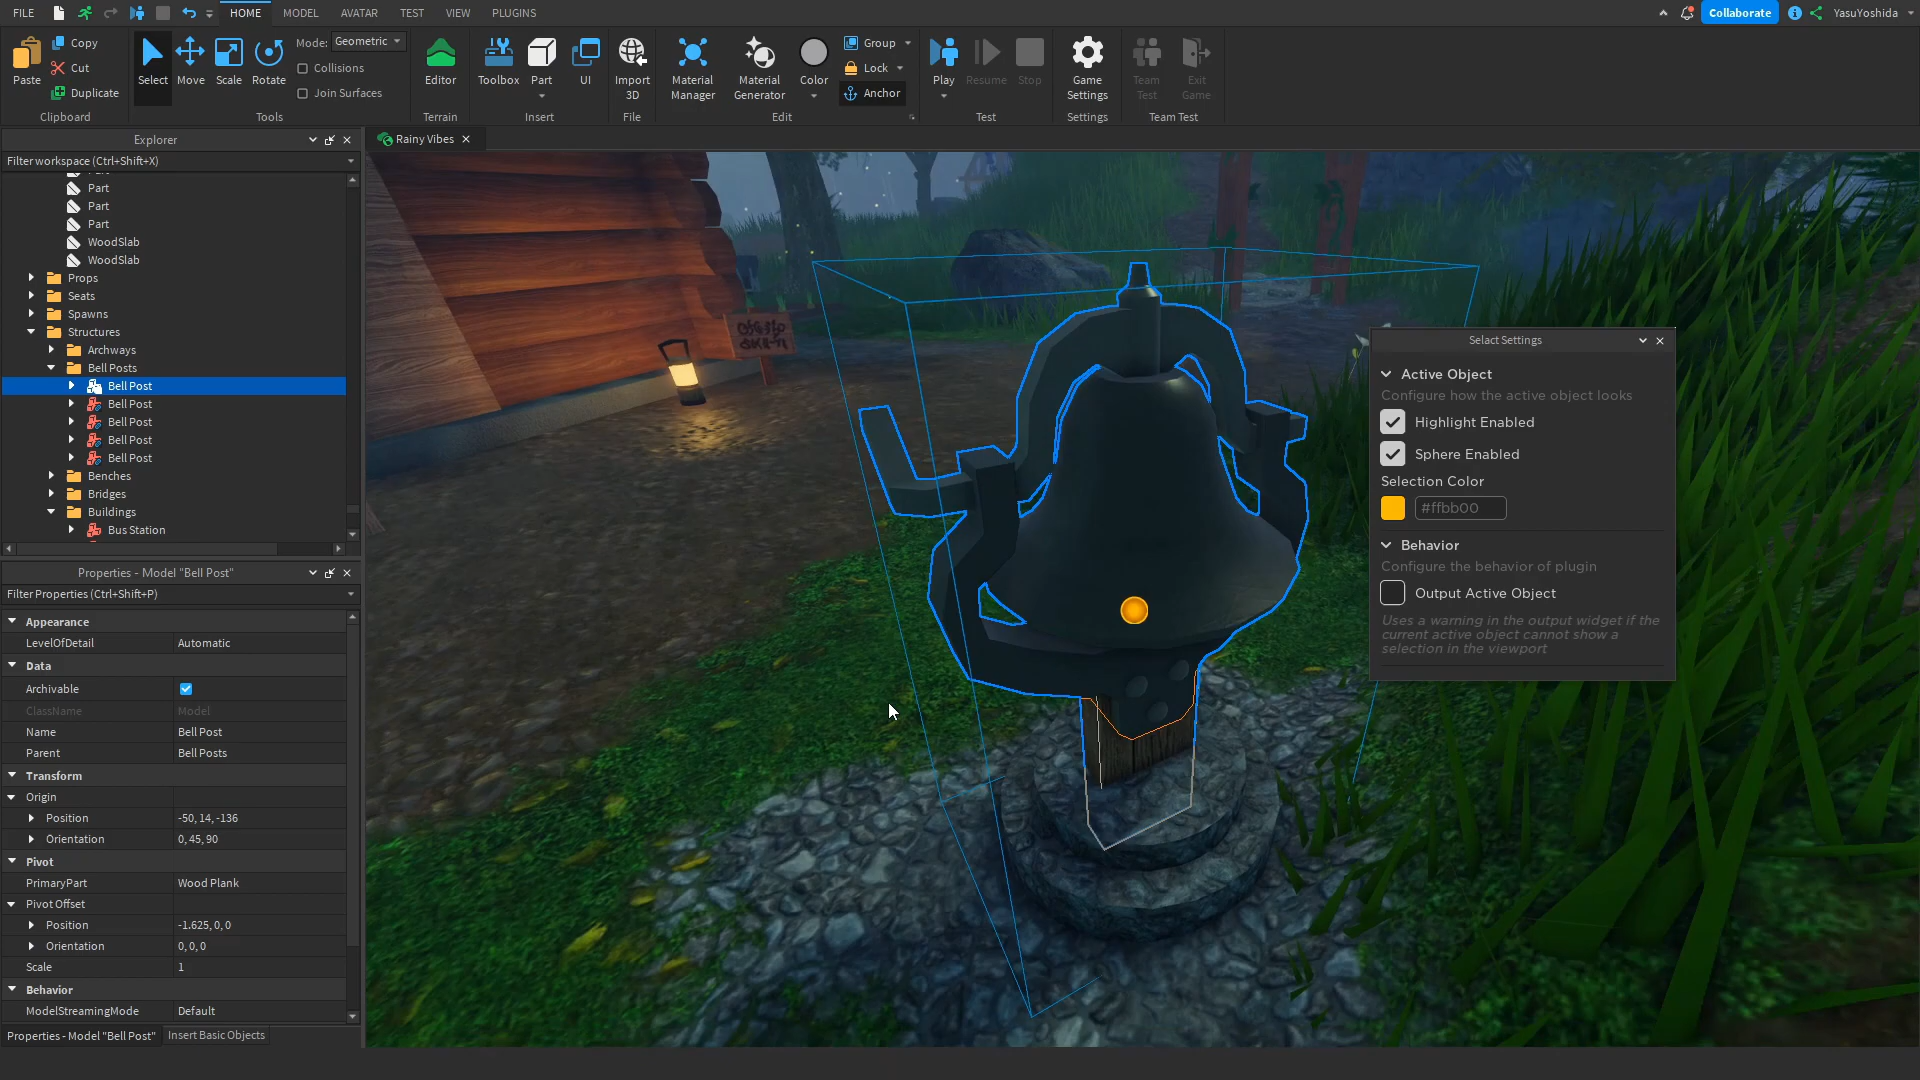 FILE
HOME
MODEL
AVATAR
TEST
VIEW
PLUGINS
Collaborate
YasuYoshida
Paste
Copy
Cut
Duplicate
Clipboard
Select
Move
Scale
Rotate
Mode:
Geometric
Collisions
Join Surfaces
Tools
Editor
Terrain
Toolbox
Part
UI
Insert
Import
3D
File
Material
Manager
Material
Generator
Color
Group
Lock
Anchor
Edit
Play
Resume
Stop
Test
Game
Settings
Settings
Team
Test
Exit
Game
Team Test
Explorer
Filter workspace (Ctrl+Shift+X)
Part
Part
Part
Part
WoodSlab
WoodSlab
Props
Seats
Spawns
Structures
Archways
Bell Posts
Bell Post
Bell Post
Bell Post
Bell Post
Bell Post
Benches
Bridges
Buildings
Bus Station
Properties - Model "Bell Post"
Filter Properties (Ctrl+Shift+P)
Appearance
LevelOfDetail Automatic
Data
Archivable
ClassName Model
Name Bell Post
Parent Bell Posts
Transform
Origin
Position -50, 14, -136
Orientation 0, 45, 90
Pivot
PrimaryPart Wood Plank
Pivot Offset
Position -1.625, 0, 0
Orientation 0, 0, 0
Scale 1
Behavior
ModelStreamingMode Default
Properties - Model "Bell Post"
Insert Basic Objects
Rainy Vibes
Selact Settings
Active Object
Configure how the active object looks
Highlight Enabled
Sphere Enabled
Selection Color
#ffbb00
Behavior
Configure the behavior of plugin
Output Active Object
Uses a warning in the output widget if the
current active object cannot show a
selection in the viewport